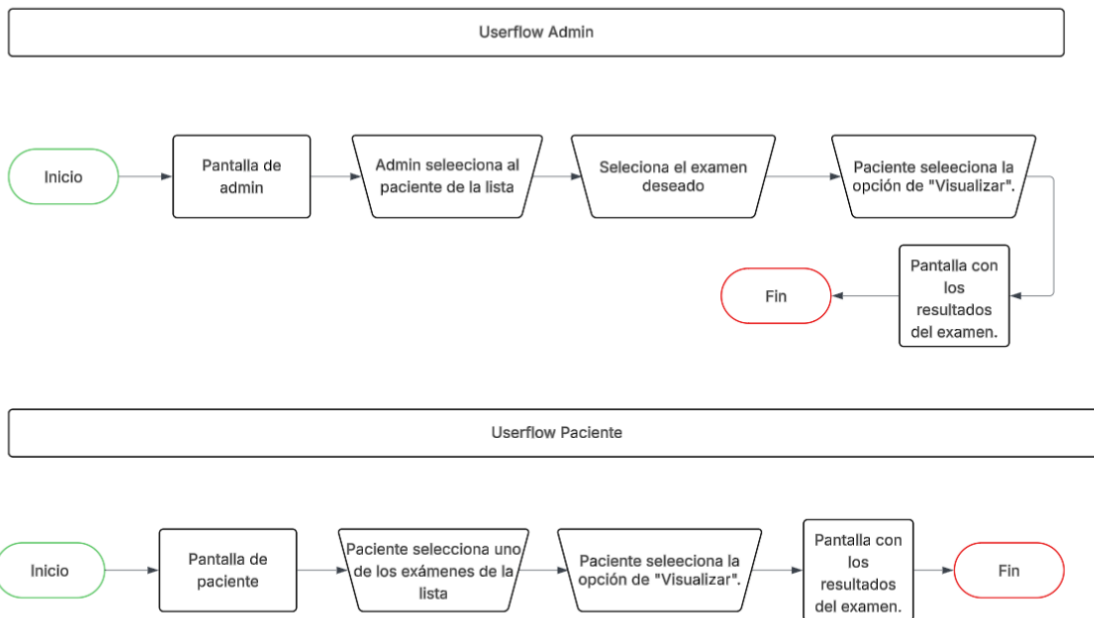 Userflow Admin
Inicio
Pantalla de
admin
Admin seleeciona al
paciente de la lista
Seleciona el examen
deseado
Paciente seleeciona la
opción de "Visualizar".
Pantalla con
los
resultados
del examen.
Fin
Userflow Paciente
Inicio
Pantalla de
paciente
Paciente selecciona uno
de los exámenes de la
lista
Paciente seleeciona la
opción de "Visualizar".
Pantalla con
los
resultados
del examen.
Fin